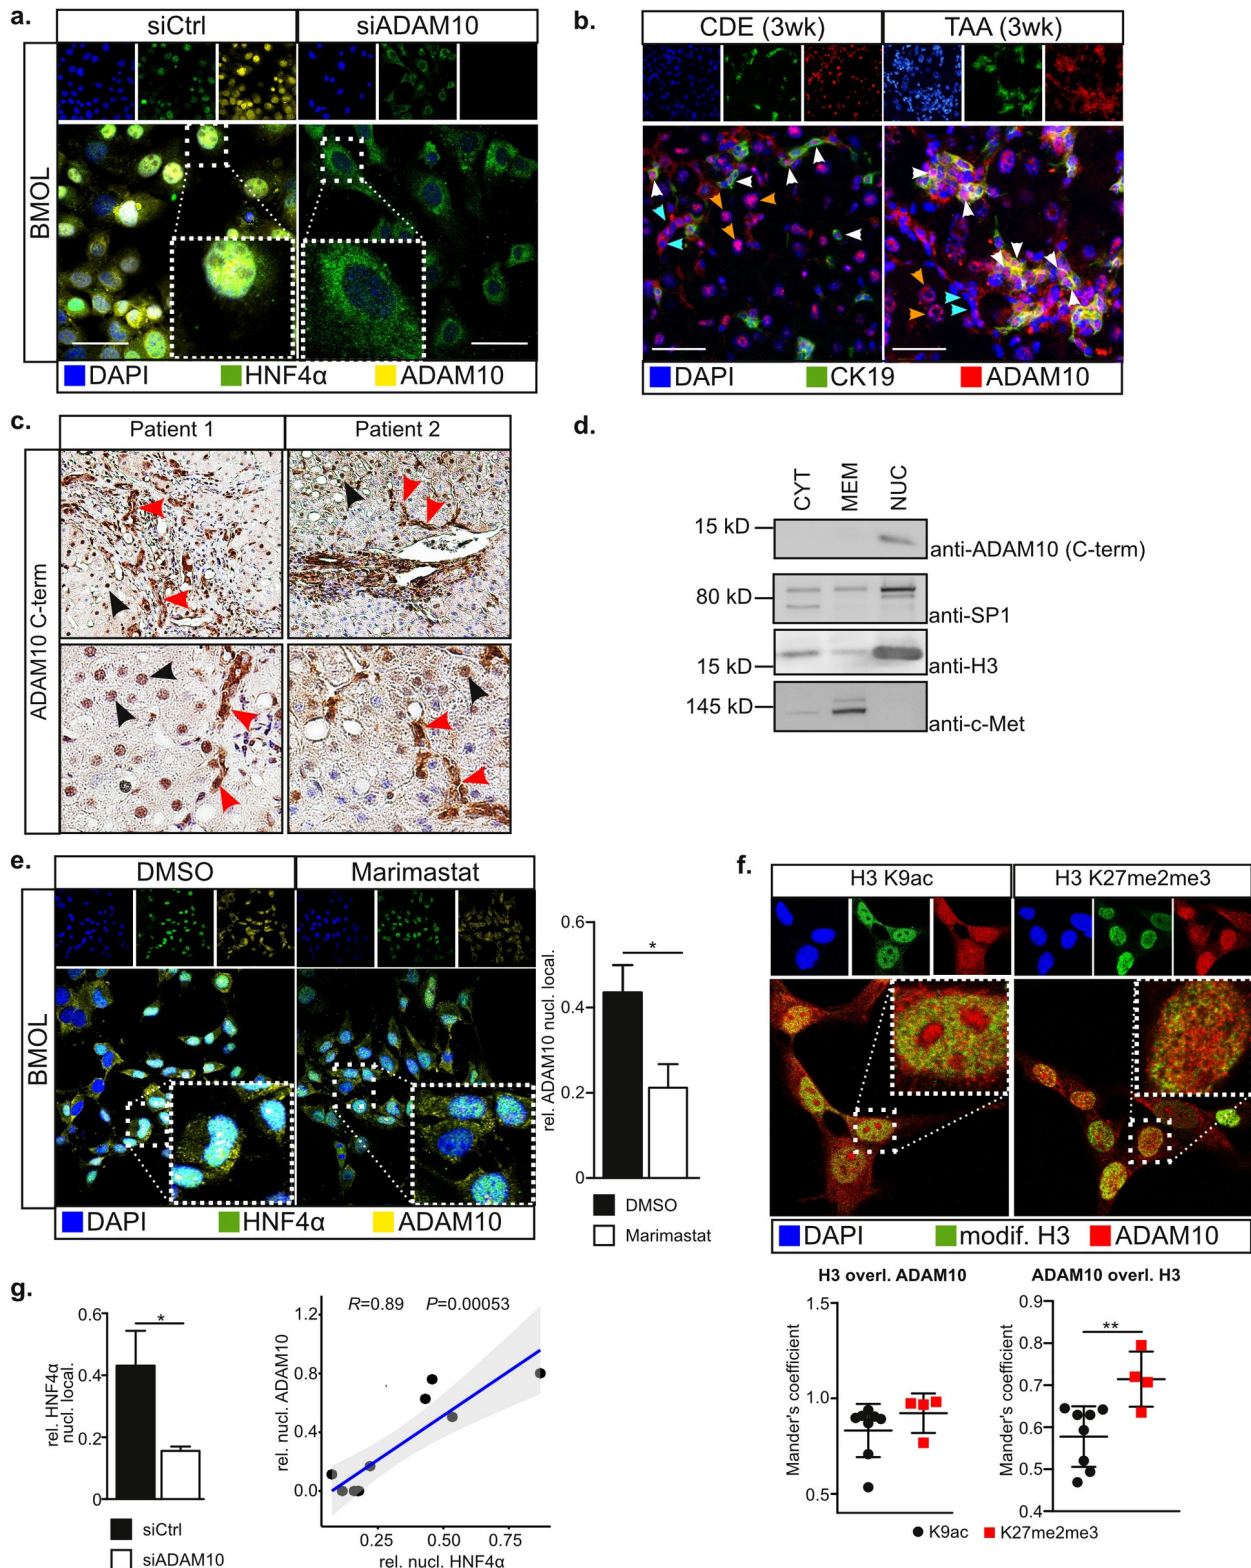 a.
siCtrl
siADAM10
BMOL
DAPI
HNF4α
ADAM10
b.
CDE (3wk)
TAA (3wk)
DAPI
CK19
ADAM10
c.
Patient 1
Patient 2
ADAM10 C-term
d.
CYT
MEM
NUC
15 kD
anti-ADAM10 (C-term)
80 kD
anti-SP1
15 kD
anti-H3
145 kD
anti-c-Met
e.
DMSO
Marimastat
BMOL
DAPI
HNF4α
ADAM10
rel. ADAM10 nucl. local.
0.6
0.4
0.2
0
*
DMSO
Marimastat
f.
H3 K9ac
H3 K27me2me3
DAPI
modif. H3
ADAM10
H3 overl. ADAM10
Mander's coefficient
1.5
1.0
0.5
ADAM10 overl. H3
Mander's coefficient
0.9
0.8
0.7
0.6
0.5
0.4
**
K9ac
K27me2me3
g.
rel. HNF4α
nucl. local.
0.6
0.4
0.2
0
*
siCtrl
siADAM10
R=0.89
P=0.00053
rel. nucl. ADAM10
1.2
0.8
0.4
0.0
0.25
0.50
0.75
rel. nucl. HNF4α